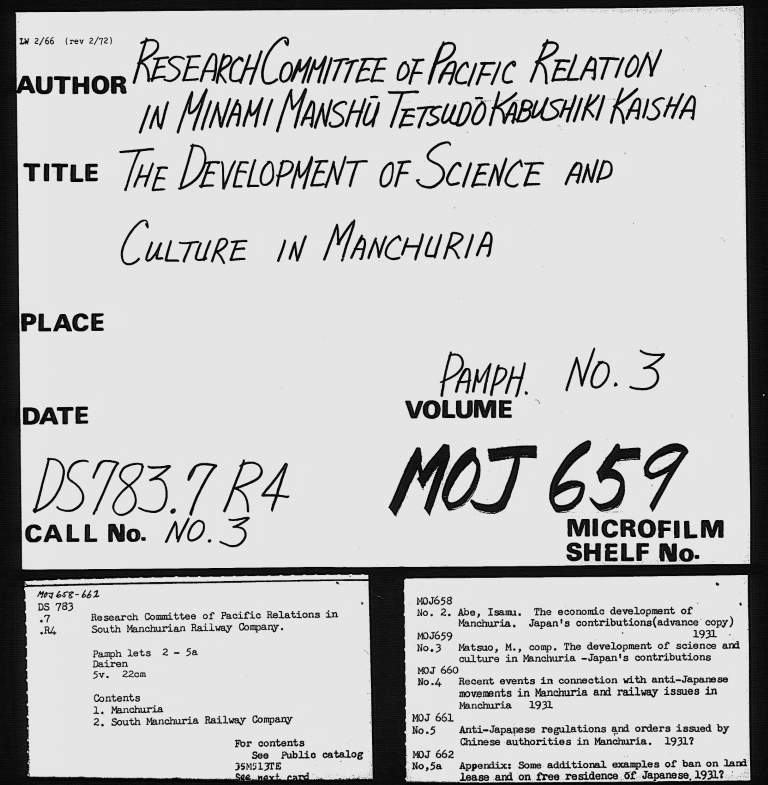 LW 2/66 (rev 2/72)
AUTHOR RESEARCH COMMITTEE OF PACIFIC RELATION
IN MINAMI MANSHŪ TETSUDŌ KABUSHIKI KAISHA
TITLE THE DEVELOPMENT OF SCIENCE AND
CULTURE IN MANCHURIA
PLACE
PAMPH. NO. 3
DATE
VOLUME
DS783.7 R4
MOJ 659
CALL No. NO. 3
MICROFILM
SHELF No.
MOJ 658-662
DS 783
.7 Research Committee of Pacific Relations in
.R4 South Manchurian Railway Company.
Pamph lets 2 - 5a
Dairen
5v. 22cm
Contents
1. Manchuria
2. South Manchuria Railway Company
For contents
See Public catalog
35M513TE
See next card
MOJ658
No. 2. Abe, Isamu. The economic development of
Manchuria. Japan's contributions(advance copy)
MOJ659 1931
No.3 Matsuo, M., comp. The development of science and
culture in Manchuria -Japan's contributions
MOJ 660
No.4 Recent events in connection with anti-Japanese
movements in Manchuria and railway issues in
Manchuria 1931
MOJ 661
No.5 Anti-Japapese regulations and orders issued by
Chinese authorities in Manchuria. 1931?
MOJ 662
No,5a Appendix: Some additional examples of ban on land
lease and on free residence of Japanese 1931?